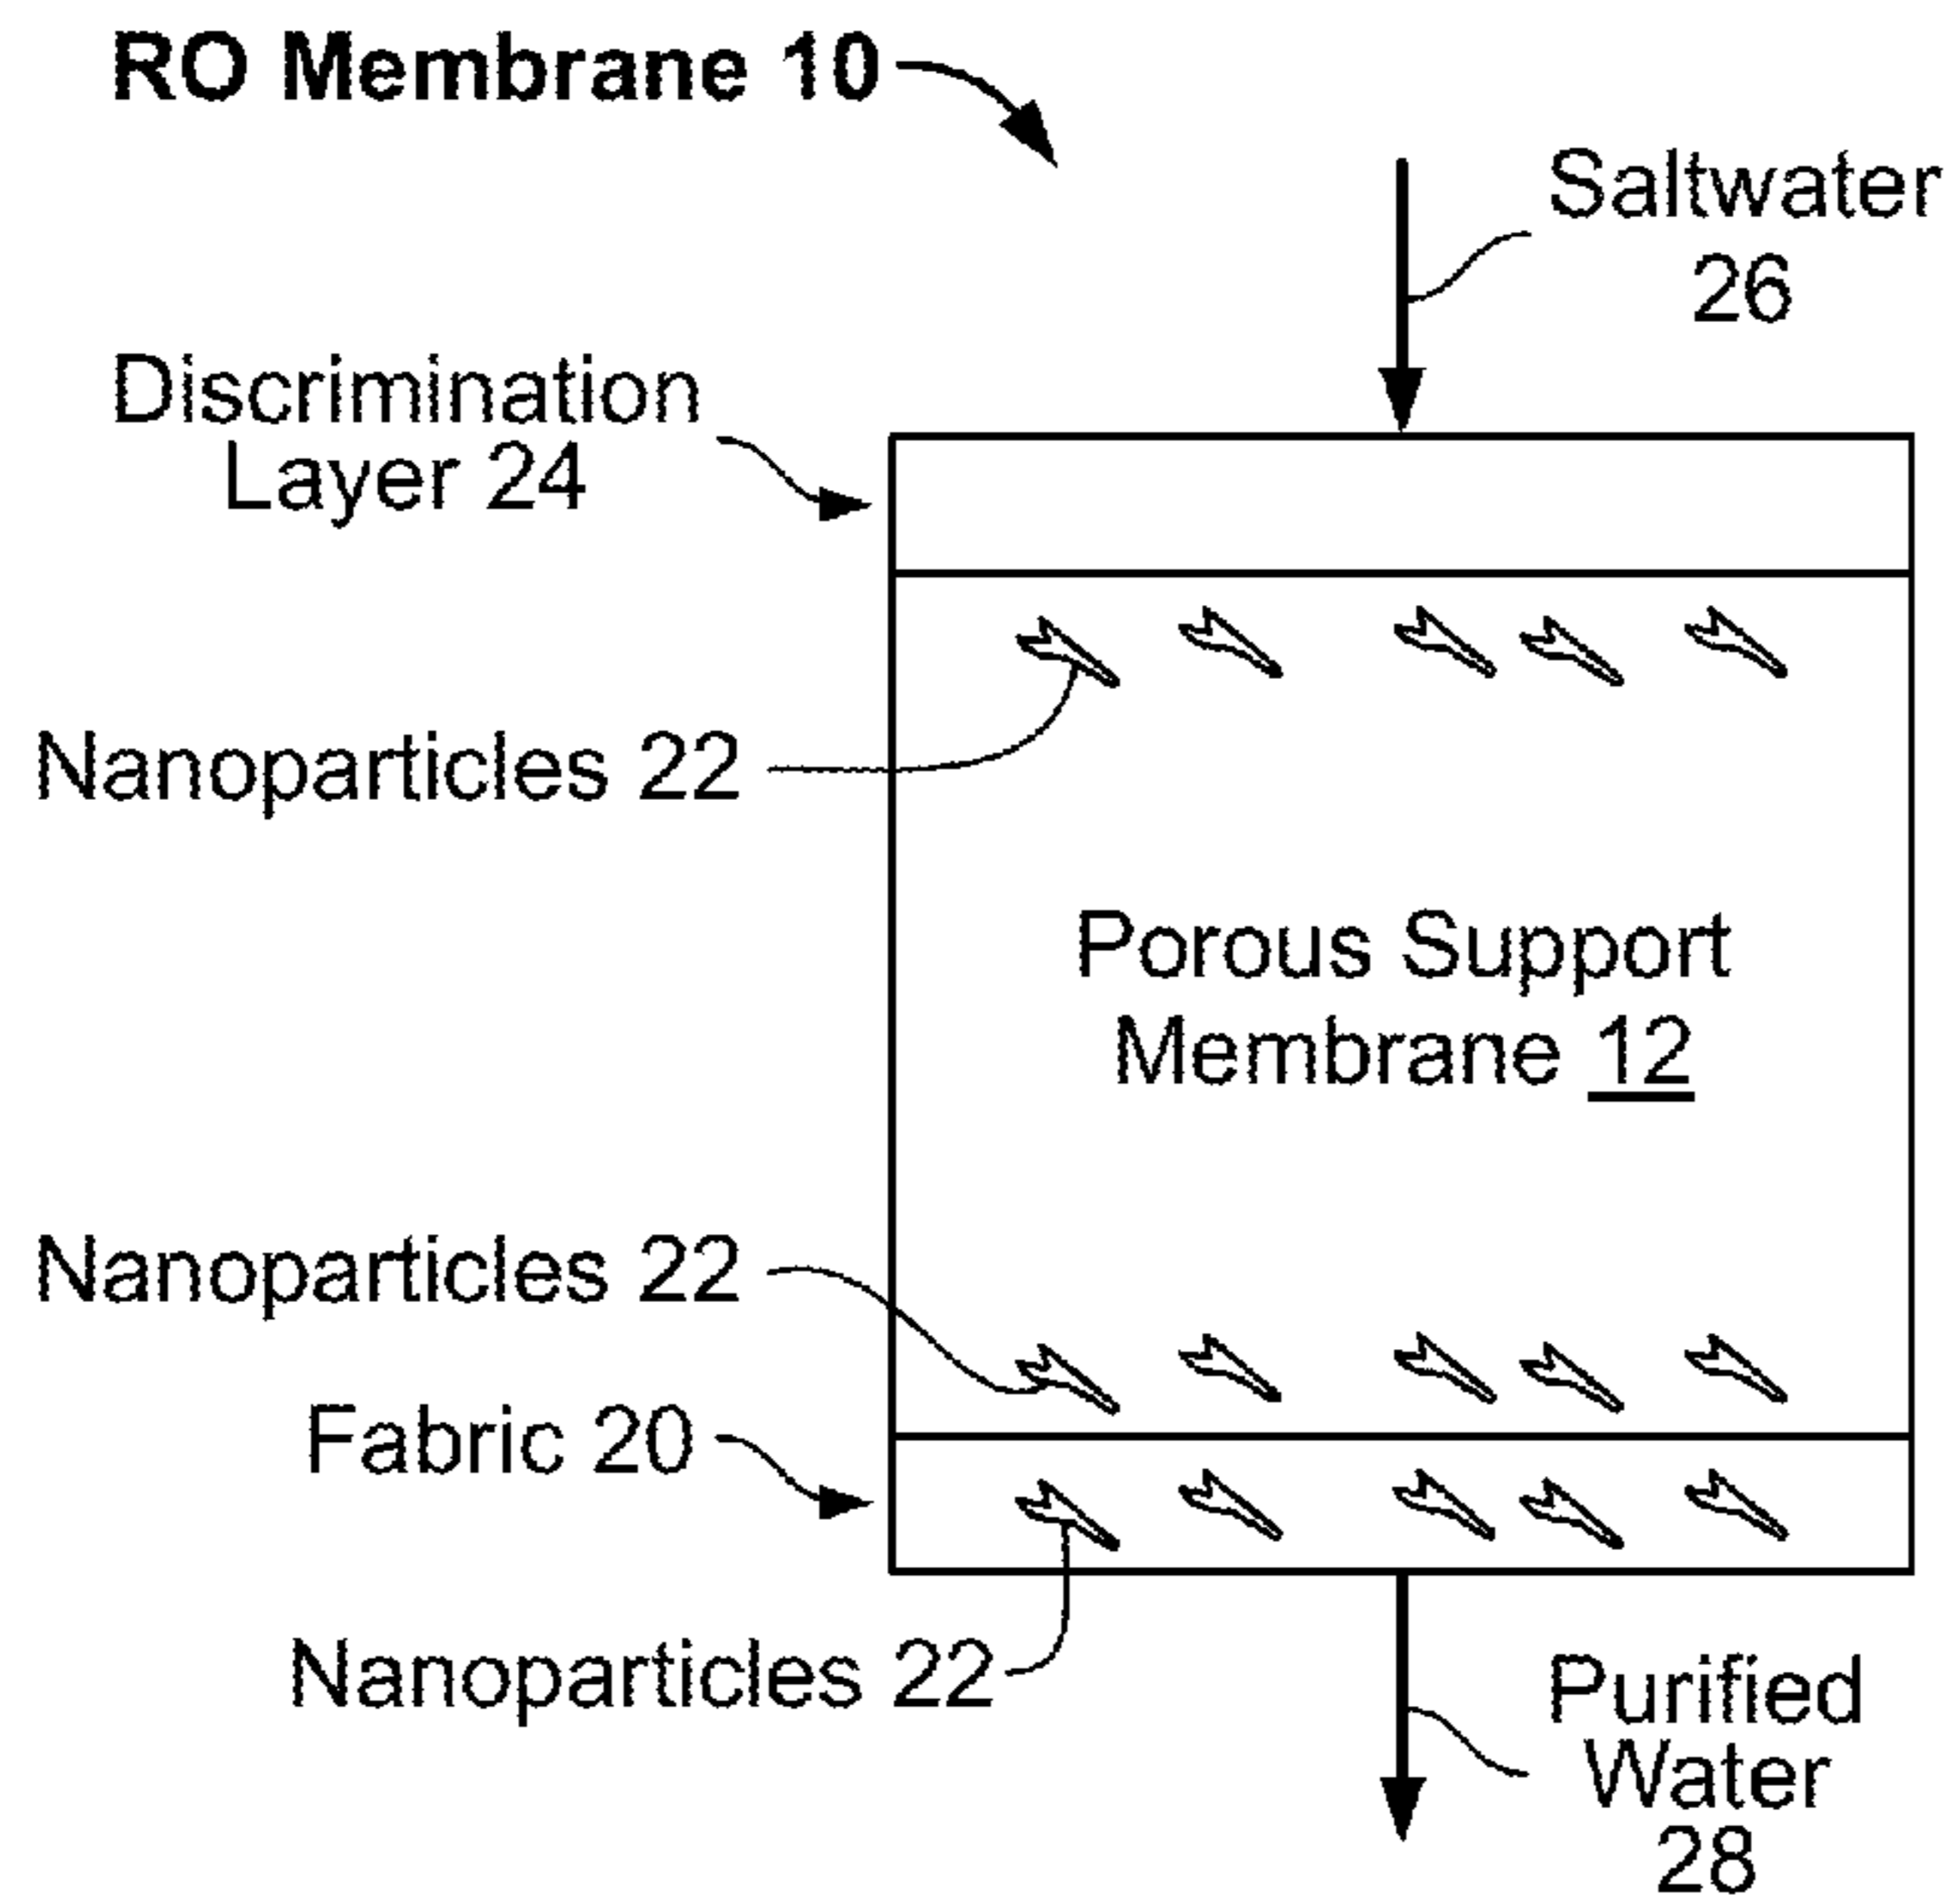 RO Membrane 10
Saltwater
26
Discrimination
Layer 24
Nanoparticles 22
Porous Support
Membrane 12
Nanoparticles 22
Fabric 20
Nanoparticles 22
Purified
Water
28